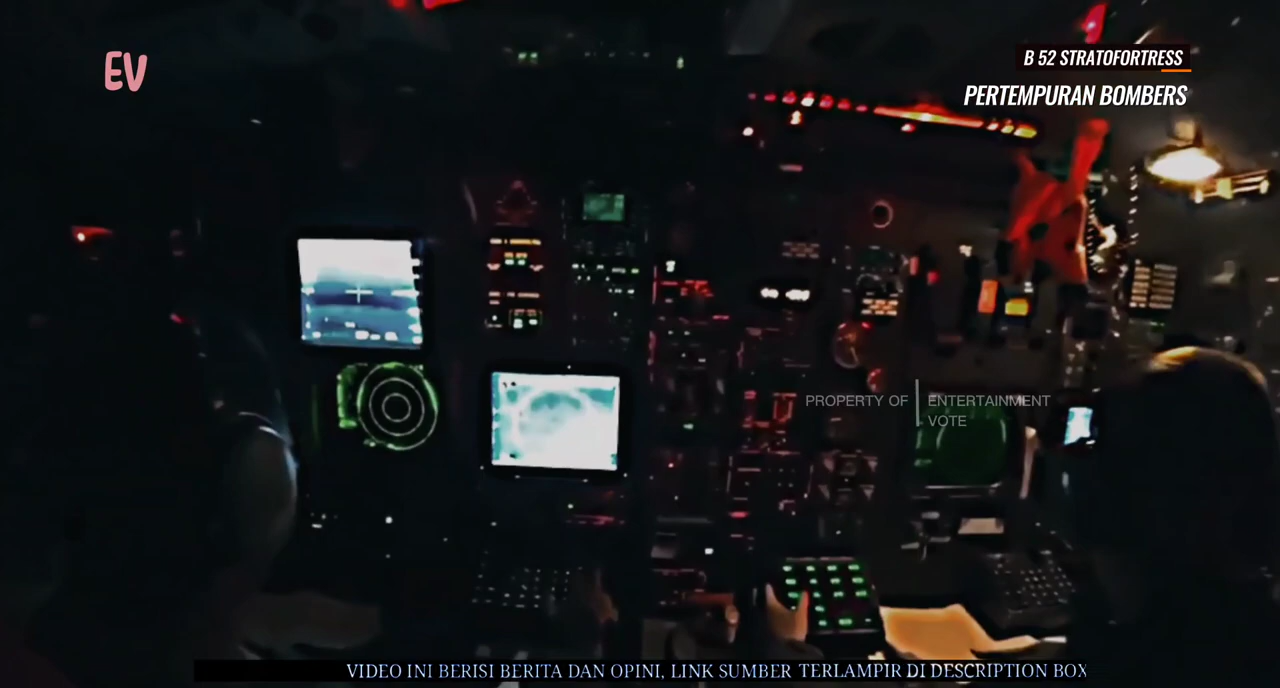 EV
B 52 STRATOFORTRESS
PERTEMPURAN BOMBERS
PROPERTY OF
ENTERTAINMENT
VOTE
VIDEO INI BERISI BERITA DAN OPINI, LINK SUMBER TERLAMPIR DI DESCRIPTION BOX